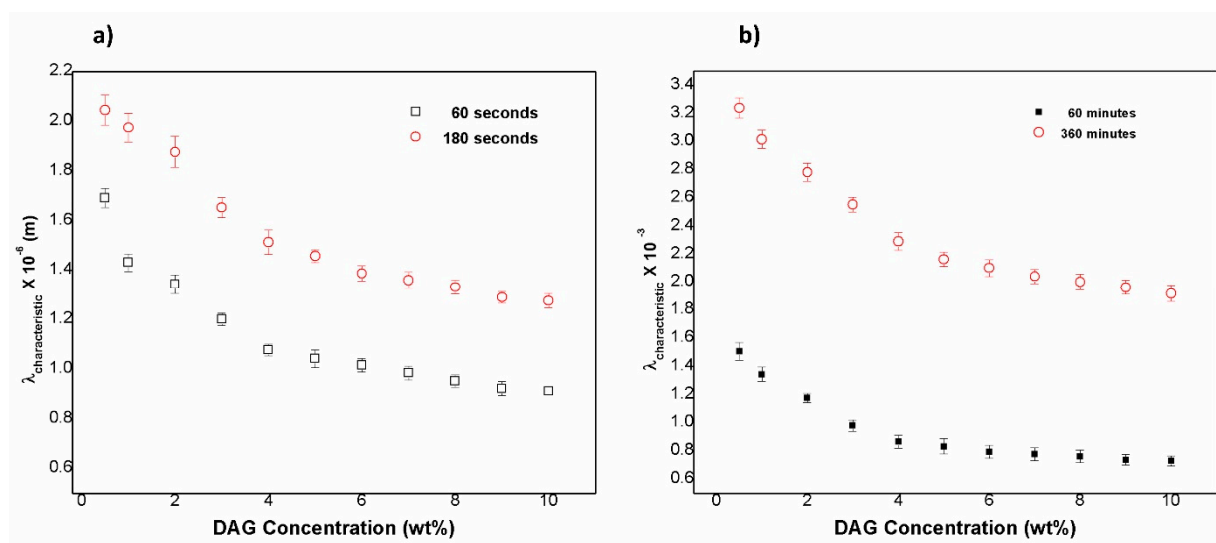 a)
2.2
2.0
1.8
1.6
1.4
1.2
1.0
0.8
0.6
λcharacteristic X 10-6 (m)
60 seconds
180 seconds
0 2 4 6 8 10
DAG Concentration (wt%)
b)
3.4
3.2
3.0
2.8
2.6
2.4
2.2
2.0
1.8
1.6
1.4
1.2
1.0
0.8
0.6
λcharacteristic X 10-3
60 minutes
360 minutes
0 2 4 6 8 10
DAG Concentration (wt%)